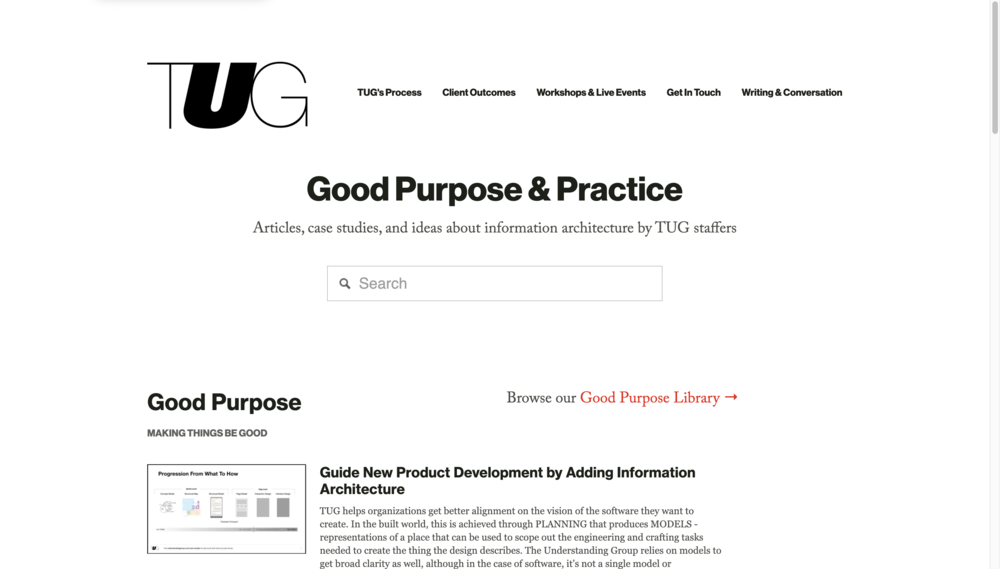 TUG
TUG's Process
Client Outcomes
Workshops & Live Events
Get In Touch
Writing & Conversation
Good Purpose & Practice
Articles, case studies, and ideas about information architecture by TUG staffers
Search
Good Purpose
Browse our Good Purpose Library →
MAKING THINGS BE GOOD
Progression From What To How
Guide New Product Development by Adding Information
Architecture
TUG helps organizations get better alignment on the vision of the software they want to
create. In the built world, this is achieved through PLANNING that produces MODELS -
representations of a place that can be used to scope out the engineering and crafting tasks
needed to create the thing the design describes. The Understanding Group relies on models to
get broad clarity as well, although in the case of software, it's not a single model or